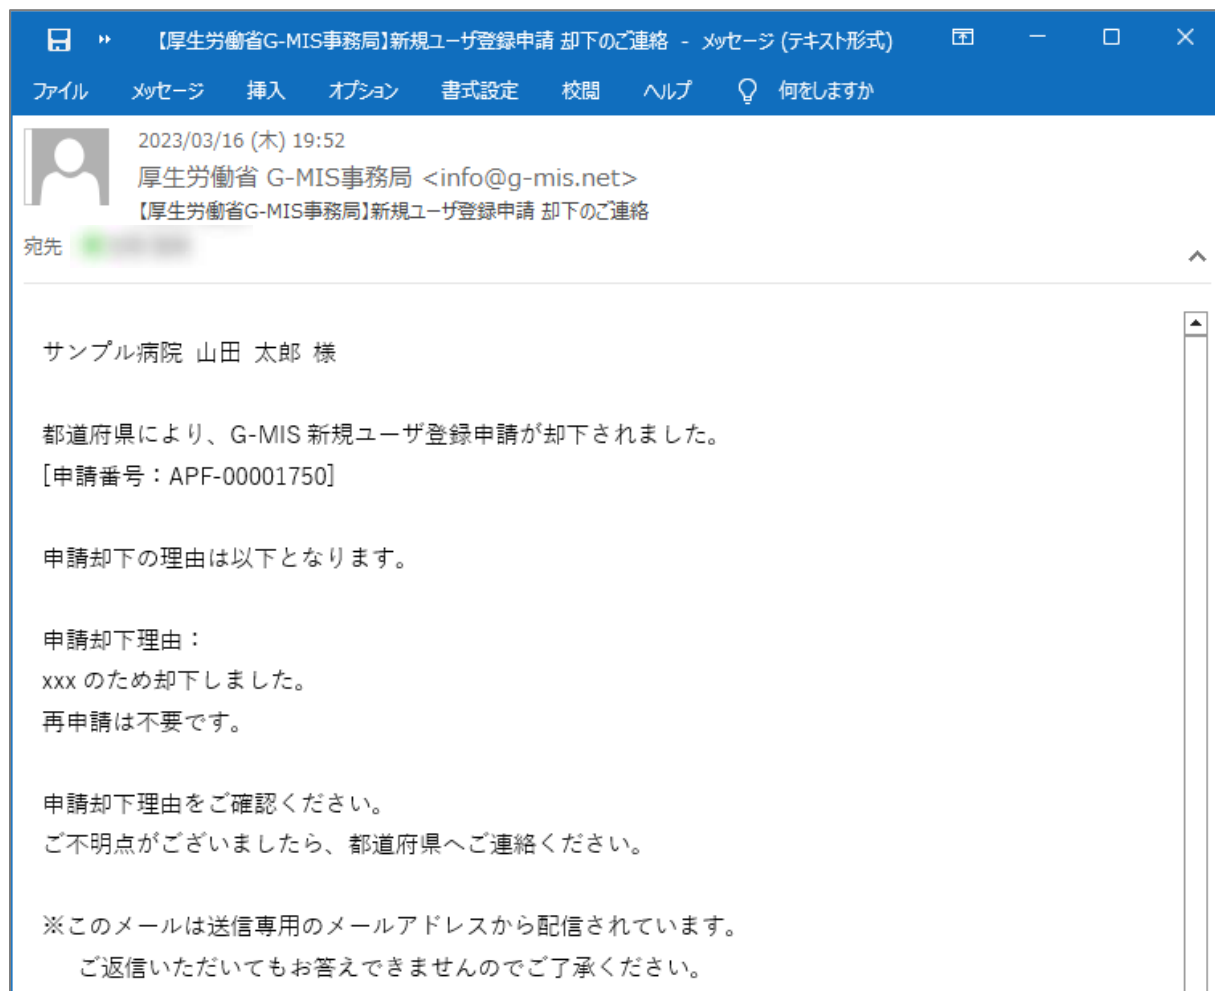 【厚生労働省G-MIS事務局】新規ユーザ登録申請 却下のご連絡 - メッセージ (テキスト形式)
ファイル メッセージ 挿入 オプション 書式設定 校閲 ヘルプ 何をしますか
2023/03/16 (木) 19:52
厚生労働省 G-MIS事務局 <info@g-mis.net>
【厚生労働省G-MIS事務局】新規ユーザ登録申請 却下のご連絡
宛先
サンプル病院 山田 太郎 様
都道府県により、G-MIS 新規ユーザ登録申請が却下されました。
[申請番号：APF-00001750]
申請却下の理由は以下となります。
申請却下理由：
xxx のため却下しました。
再申請は不要です。
申請却下理由をご確認ください。
ご不明点がございましたら、都道府県へご連絡ください。
※このメールは送信専用のメールアドレスから配信されています。
ご返信いただいてもお答えできませんのでご了承ください。